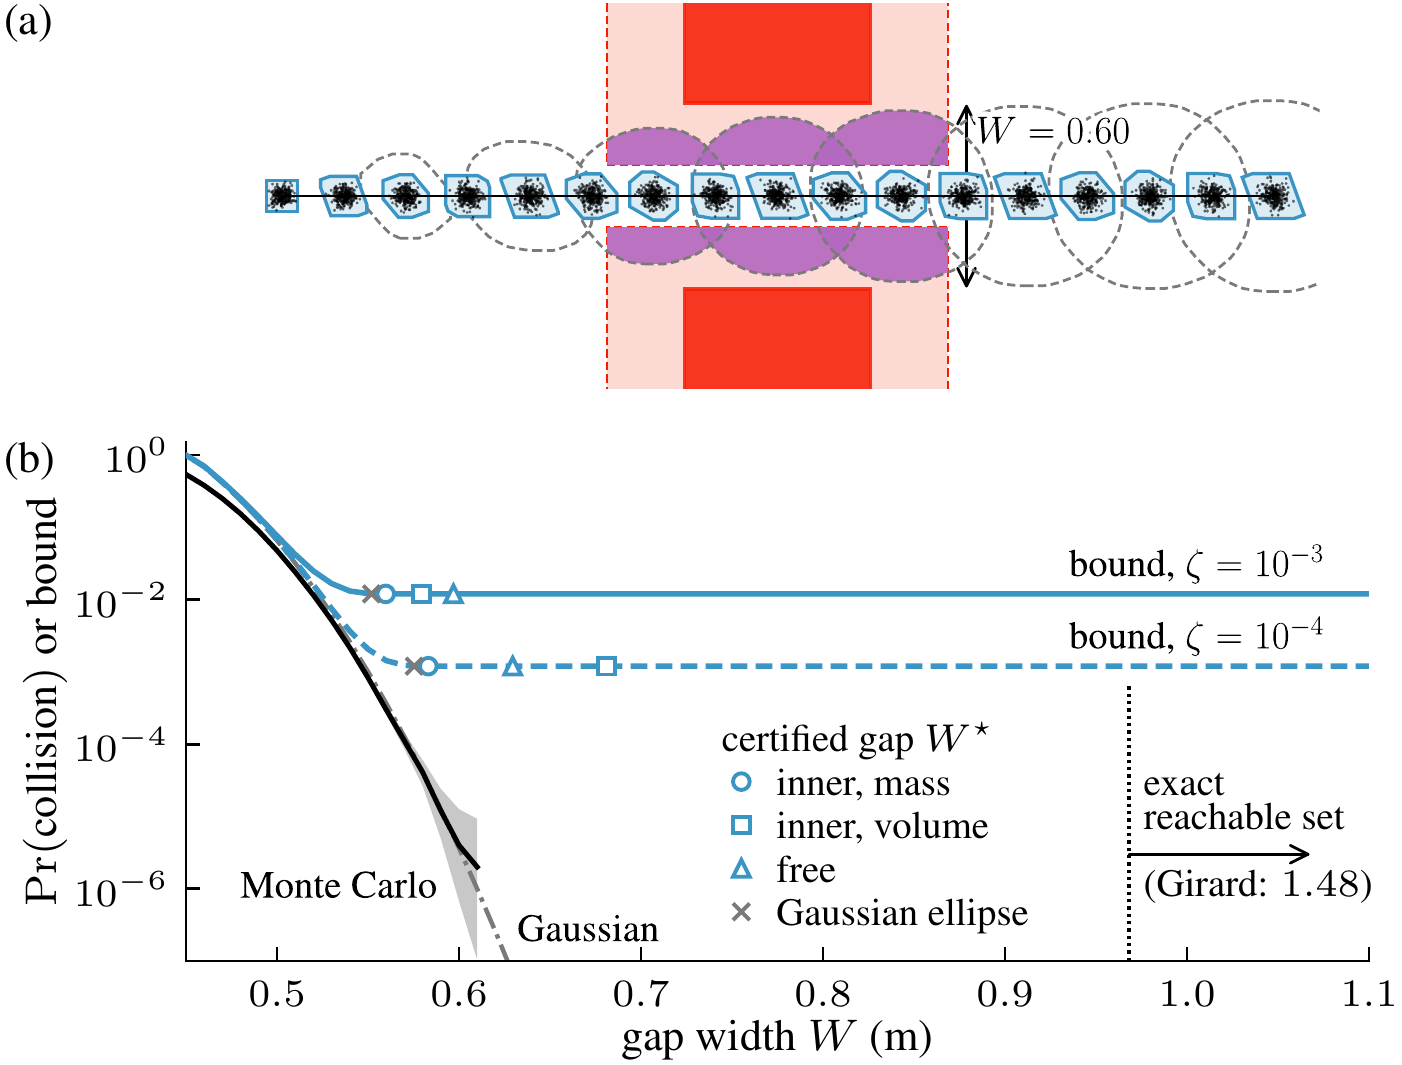 (a)
W = 0.60
(b)
Pr(collision) or bound
10⁰
10⁻²
10⁻⁴
10⁻⁶
bound, ζ = 10⁻³
bound, ζ = 10⁻⁴
certified gap W⋆
inner, mass
inner, volume
free
Gaussian ellipse
exact
reachable set
(Girard: 1.48)
Monte Carlo
Gaussian
0.5
0.6
0.7
0.8
0.9
1.0
1.1
gap width W (m)